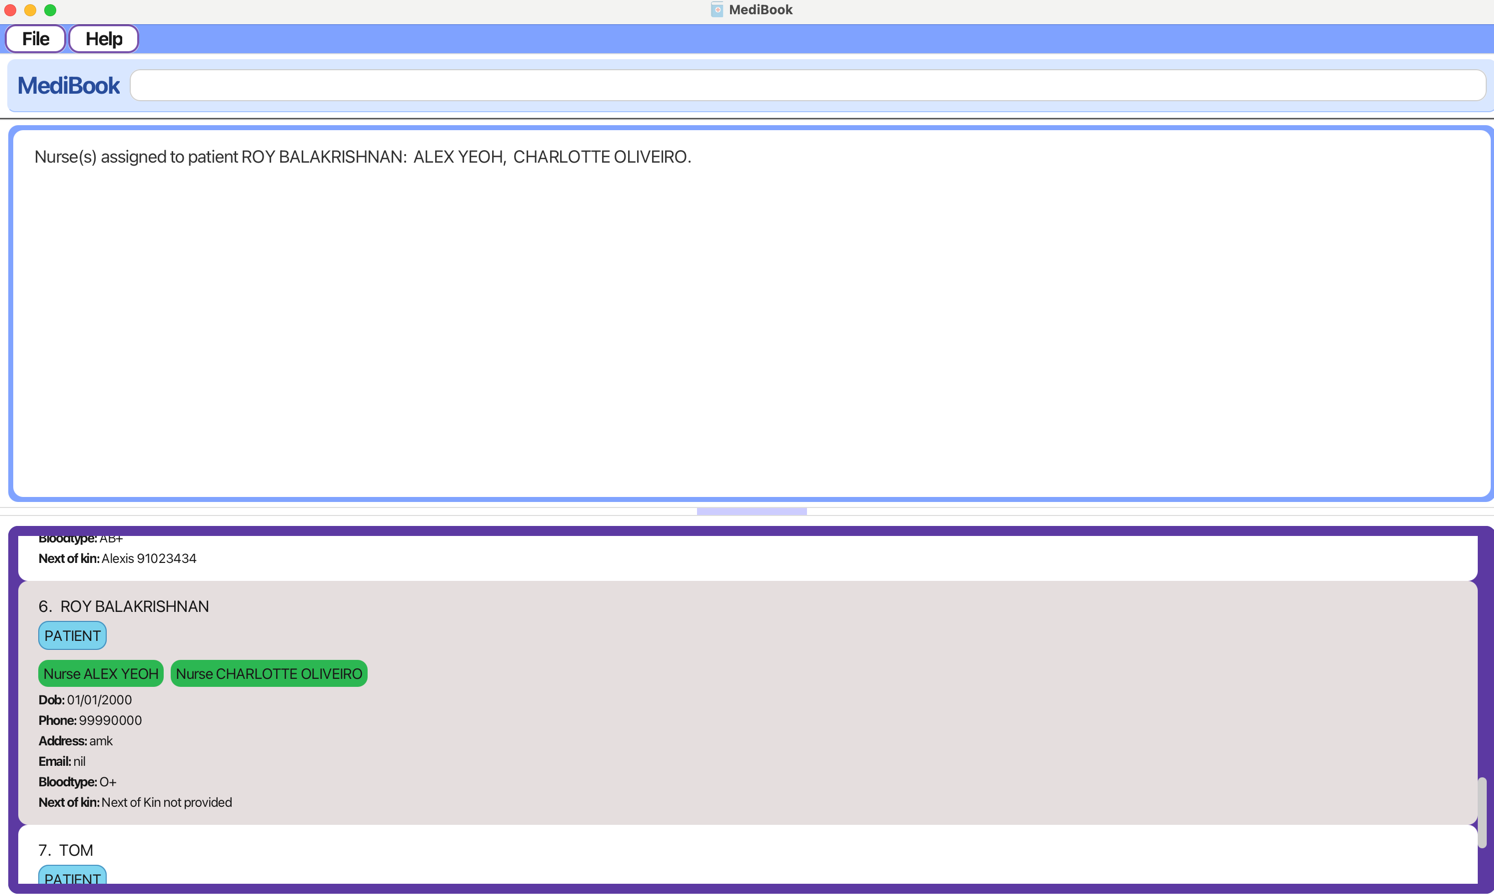 MediBook
File Help
MediBook
Nurse(s) assigned to patient ROY BALAKRISHNAN: ALEX YEOH, CHARLOTTE OLIVEIRO.
Bloodtype: AB+
Next of kin: Alexis 91023434
6. ROY BALAKRISHNAN
PATIENT
Nurse ALEX YEOH Nurse CHARLOTTE OLIVEIRO
Dob: 01/01/2000
Phone: 99990000
Address: amk
Email: nil
Bloodtype: O+
Next of kin: Next of Kin not provided
7. TOM
PATIENT